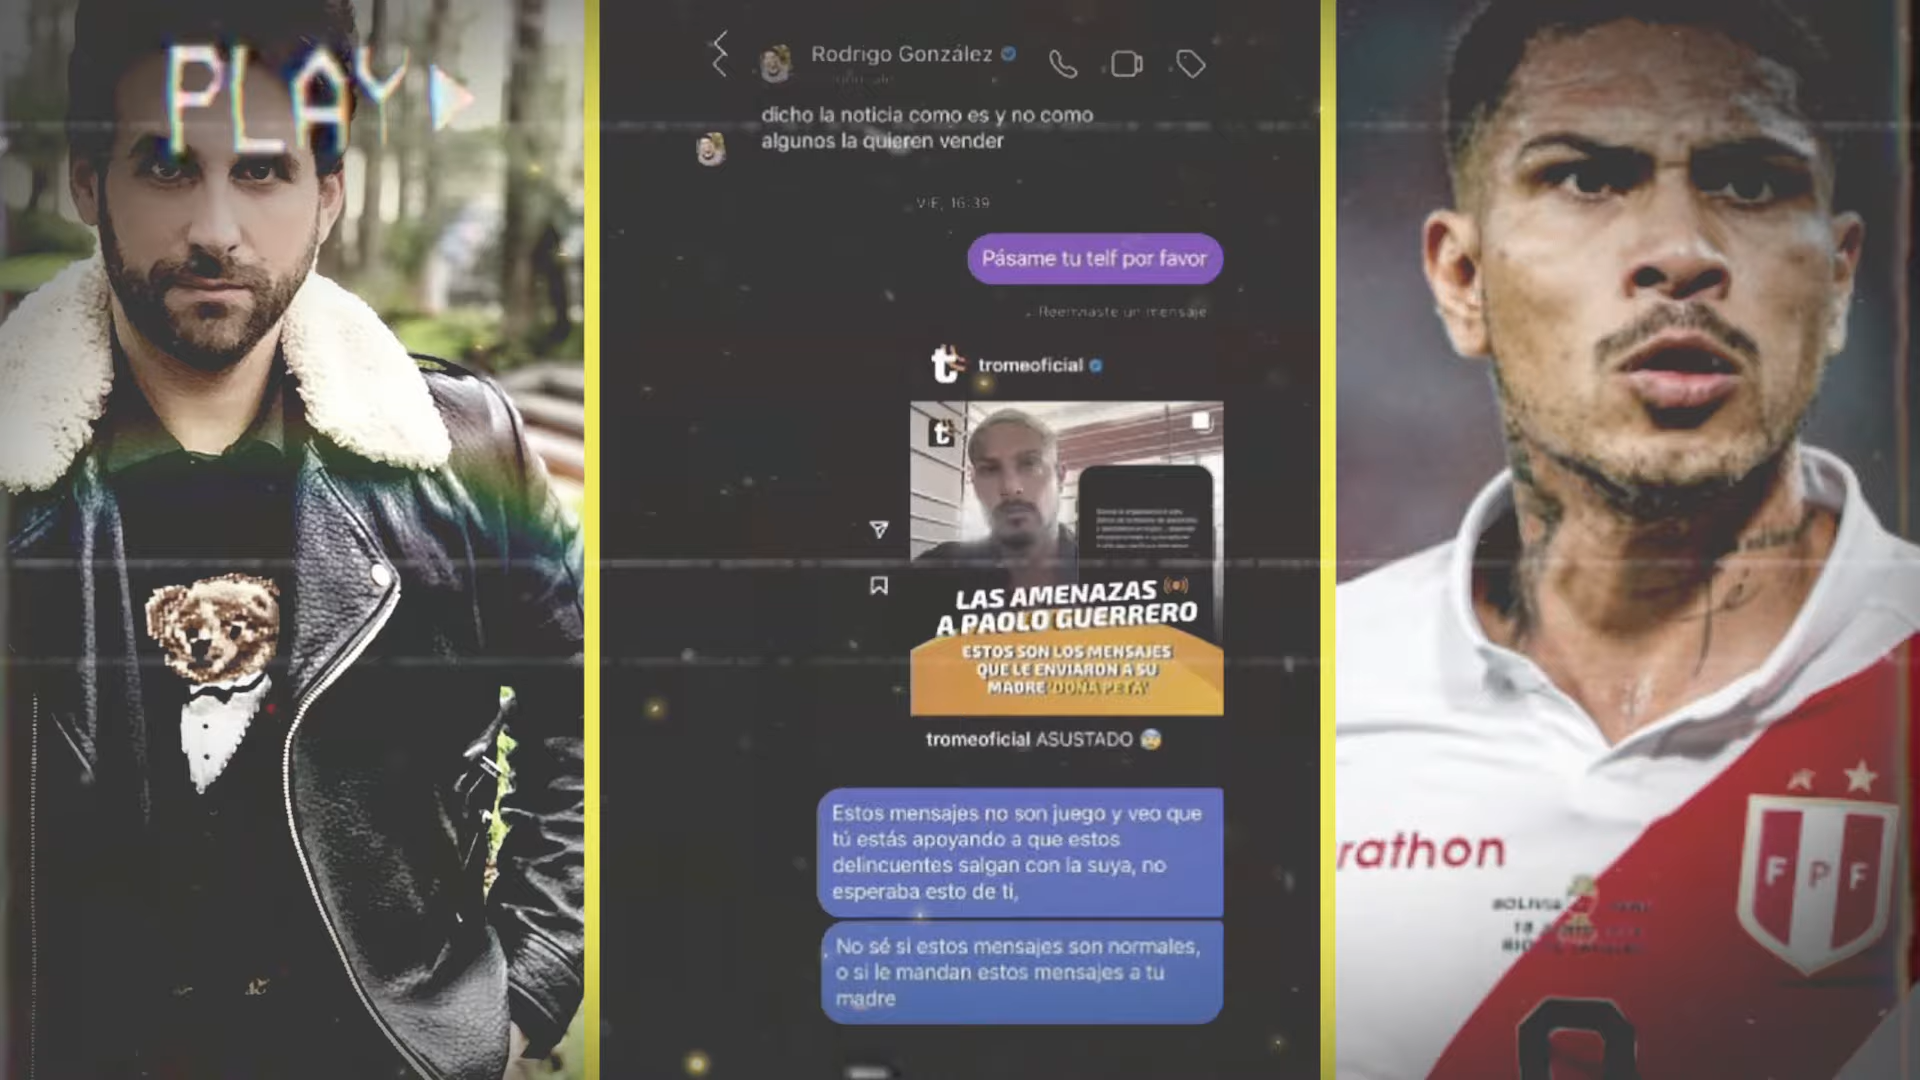 PLAY
Rodrigo González
dicho la noticia como es y no como
algunos la quieren vender
VIE, 16:39
Pásame tu telf por favor
Reenviaste un mensaje
tromeoficial
t
LAS AMENAZAS
A PAOLO GUERRERO
ESTOS SON LOS MENSAJES
QUE LE ENVIARON A SU
MADRE 'DOÑA PETA'
tromeoficial ASUSTADO
Estos mensajes no son juego y veo que
tú estás apoyando a que estos
delincuentes salgan con la suya, no
esperaba esto de ti,
No sé si estos mensajes son normales,
o si le mandan estos mensajes a tu
madre
rathon
FPF
BOLIVIA